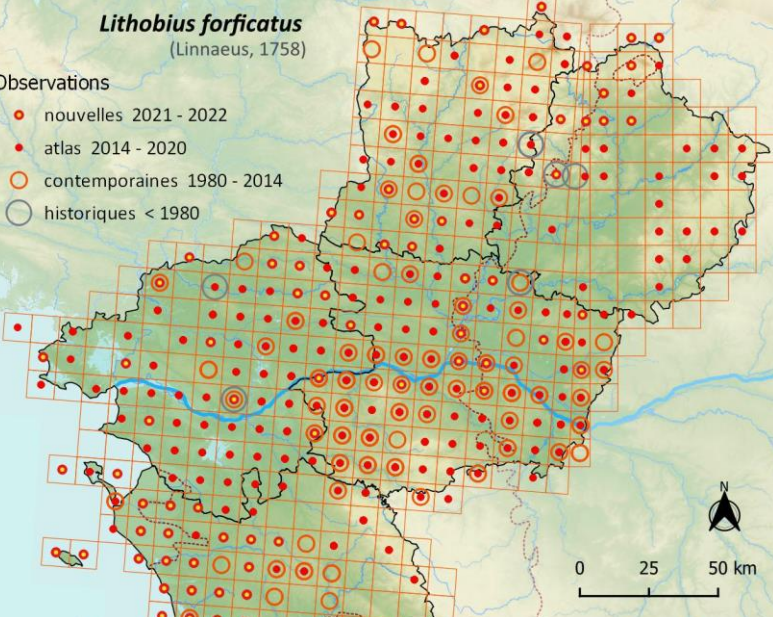 Lithobius forficatus
(Linnaeus, 1758)
Observations
nouvelles 2021 - 2022
atlas 2014 - 2020
contemporaines 1980 - 2014
historiques < 1980
N
0 25 50 km